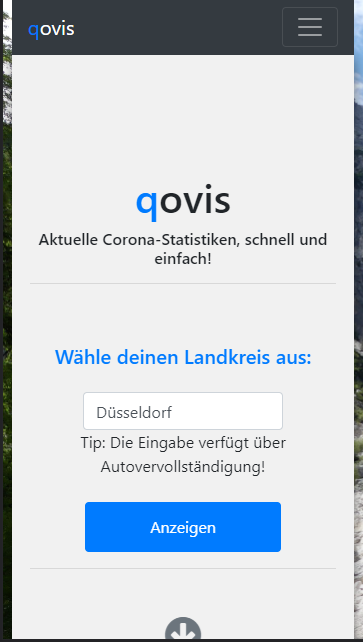 qovis
qovis
Aktuelle Corona-Statistiken, schnell und
einfach!
Wähle deinen Landkreis aus:
Düsseldorf
Tip: Die Eingabe verfügt über
Autovervollständigung!
Anzeigen